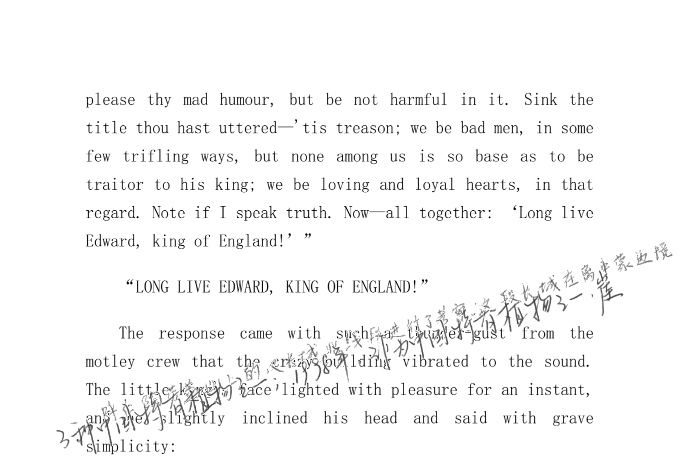 please thy mad humour, but be not harmful in it. Sink the
title thou hast uttered—'tis treason; we be bad men, in some
few trifling ways, but none among us is so base as to be
traitor to his king; we be loving and loyal hearts, in that
regard. Note if I speak truth. Now—all together: ‘Long live
Edward, king of England!’”
“LONG LIVE EDWARD, KING OF ENGLAND!”
The response came with such a thunder-gust from the
motley crew that the crazy building vibrated to the sound.
The little king's face lighted with pleasure for an instant,
and he slightly inclined his head and said with grave
simplicity: